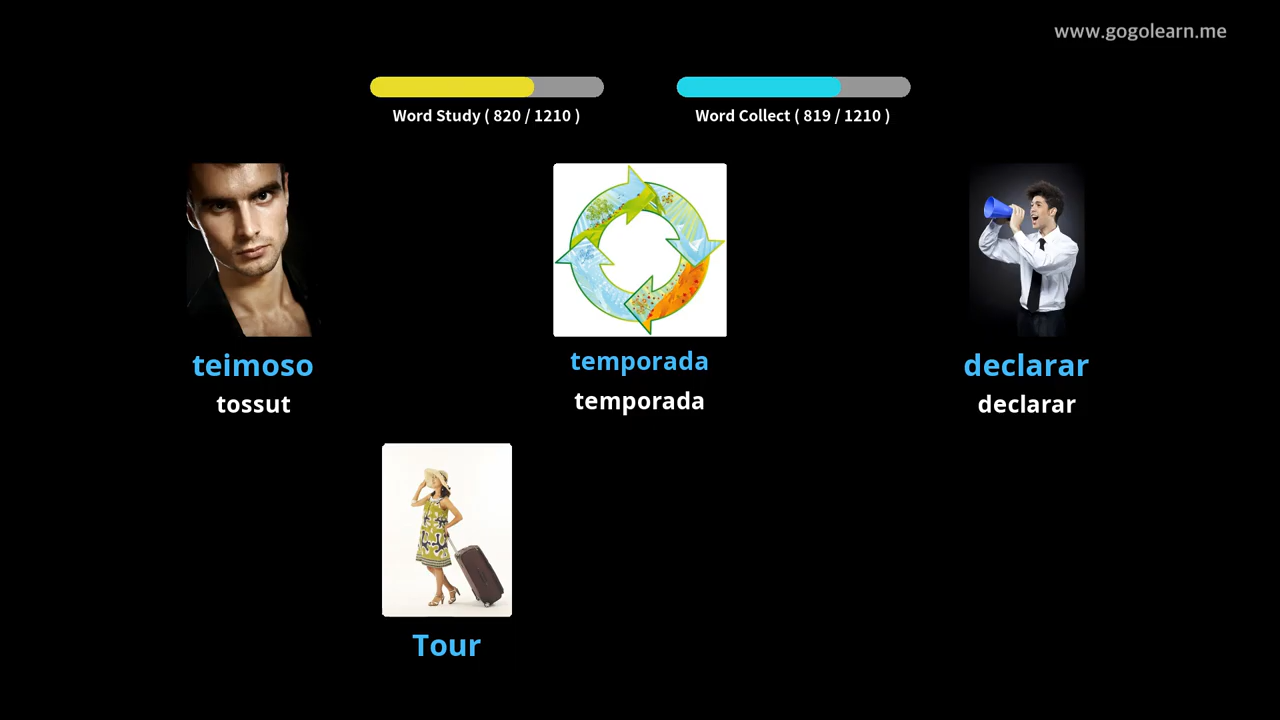 www.gogolearn.me
Word Study ( 820 / 1210 )
Word Collect ( 819 / 1210 )
teimoso
tossut
temporada
temporada
declarar
declarar
Tour